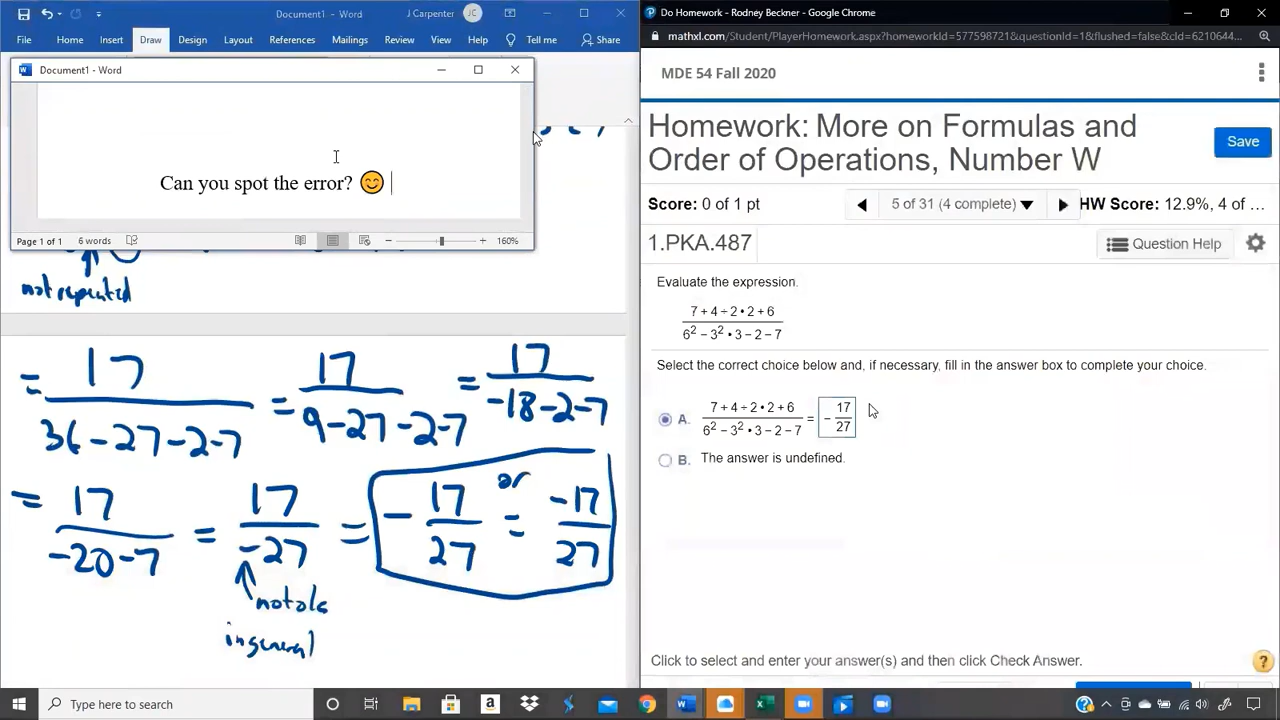 Document1 - Word
J Carpenter
JC
File
Home
Insert
Draw
Design
Layout
References
Mailings
Review
View
Help
Tell me
Share
Document1 - Word
Can you spot the error? 😊
Page 1 of 1
6 words
160%
not repeated
= 17 / 36 - 27 - 2 - 7 = 17 / 9 - 27 - 2 - 7 = 17 / -18 - 2 - 7
= 17 / -20 - 7 = 17 / -27 = - 17 / 27 or = -17 / 27
in general
Type here to search
Do Homework - Rodney Beckner - Google Chrome
mathxl.com/Student/PlayerHomework.aspx?homeworkId=577598721&questionId=1&flushed=false&cId=6210644...
MDE 54 Fall 2020
Homework: More on Formulas and
Order of Operations, Number W
Save
Score: 0 of 1 pt
5 of 31 (4 complete)
HW Score: 12.9%, 4 of ...
1.PKA.487
Question Help
Evaluate the expression.
7 + 4 ÷ 2 • 2 + 6
6² − 3² • 3 − 2 − 7
Select the correct choice below and, if necessary, fill in the answer box to complete your choice.
A. 7 + 4 ÷ 2 • 2 + 6 / 6² − 3² • 3 − 2 − 7 = − 17 / 27
B. The answer is undefined.
Click to select and enter your answer(s) and then click Check Answer.
?